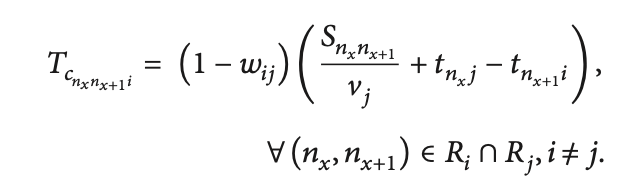 T_{c_{n_x n_{x+1} i}} = (1 − w_{ij}) ( \frac{S_{n_x n_{x+1}}}{v_j} + t_{n_x j} − t_{n_{x+1} i} ),
∀ (n_x, n_{x+1}) ∈ R_i ∩ R_j, i ≠ j.